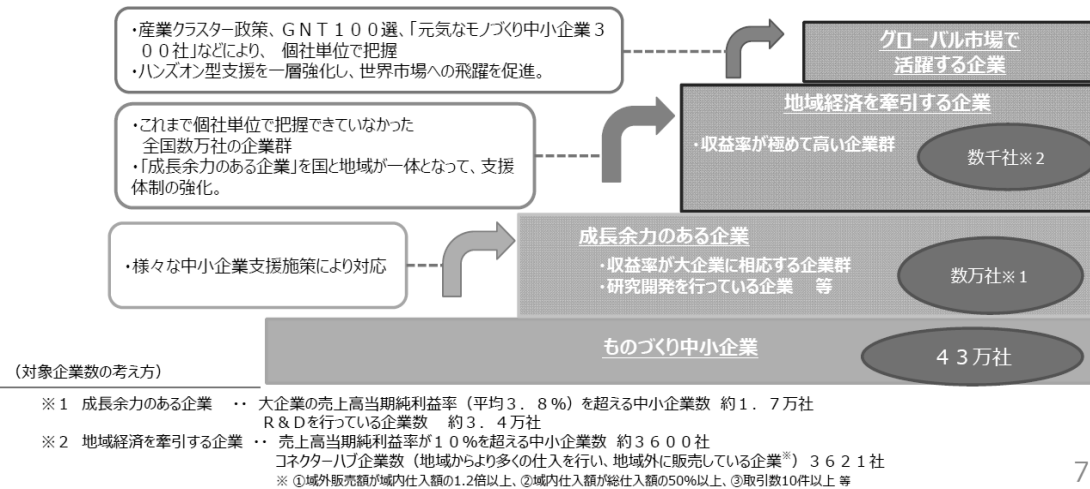 ・産業クラスター政策、GNT100選、「元気なモノづくり中小企業3
00社」などにより、 個社単位で把握
・ハンズオン型支援を一層強化し、世界市場への飛躍を促進。
グローバル市場で
活躍する企業
地域経済を牽引する企業
・収益率が極めて高い企業群
数千社※2
・これまで個社単位で把握できていなかった
全国数万社の企業群
・「成長余力のある企業」を国と地域が一体となって、支援
体制の強化。
成長余力のある企業
・収益率が大企業に相応する企業群
・研究開発を行っている企業 等
数万社※1
・様々な中小企業支援施策により対応
ものづくり中小企業
43万社
(対象企業数の考え方)
※1 成長余力のある企業 ・・ 大企業の売上高当期純利益率(平均3.8%)を超える中小企業数 約1.7万社
R&Dを行っている企業数 約3.4万社
※2 地域経済を牽引する企業 ・・ 売上高当期純利益率が10%を超える中小企業数 約3600社
コネクターハブ企業数(地域からより多くの仕入を行い、地域外に販売している企業※)3621社
※ ①域外販売額が域内仕入額の1.2倍以上、②域内仕入額が総仕入額の50%以上、③取引数10件以上 等
7